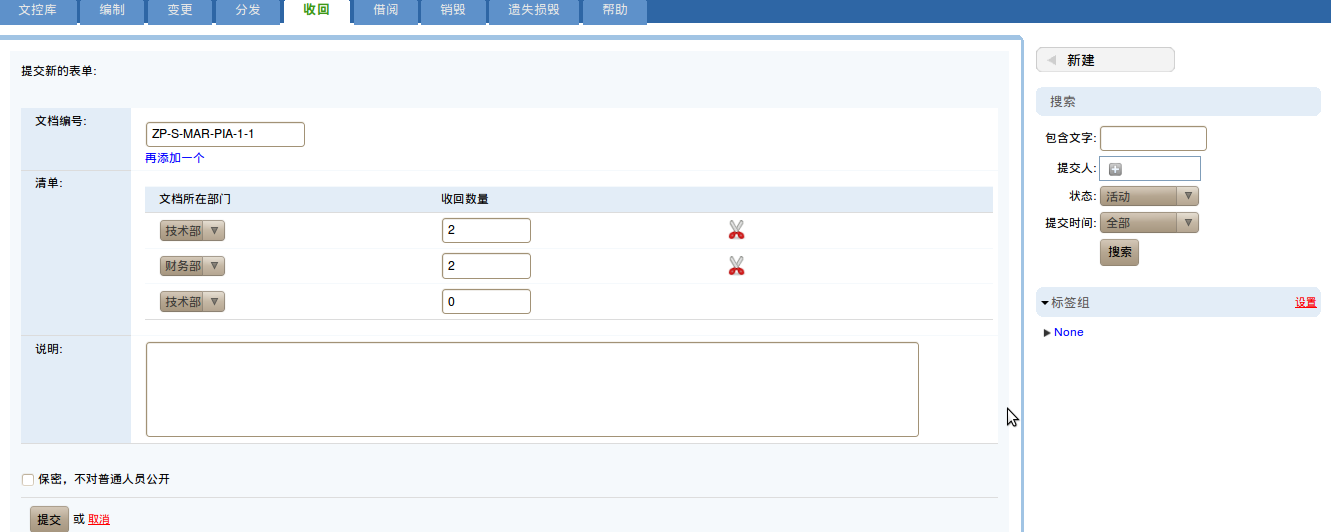 文控库 编制 变更 分发 收回 借阅 销毁 遗失损毁 帮助
提交新的表单:
文档编号:
ZP-S-MAR-PIA-1-1
再添加一个
清单:
文档所在部门 收回数量
技术部 2
财务部 2
技术部 0
说明:
保密，不对普通人员公开
提交 或 取消
新建
搜索
包含文字:
提交人:
状态: 活动
提交时间: 全部
搜索
标签组 设置
None